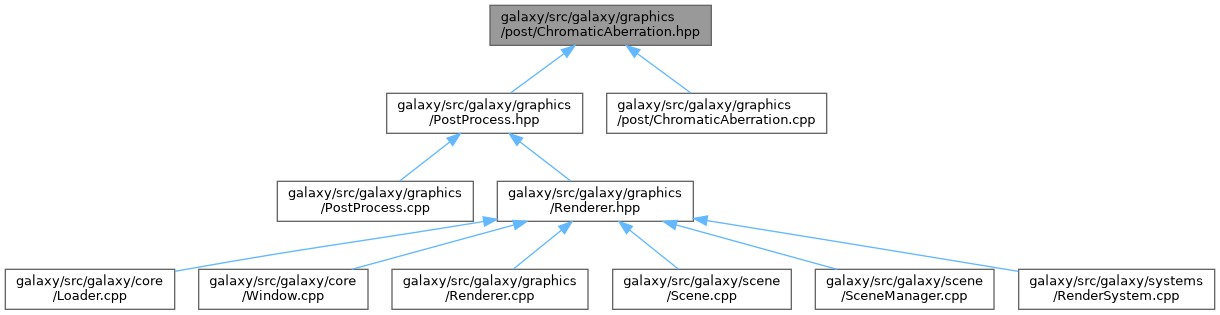 galaxy/src/galaxy/graphics
/post/ChromaticAberration.hpp
galaxy/src/galaxy/graphics
/PostProcess.hpp
galaxy/src/galaxy/graphics
/post/ChromaticAberration.cpp
galaxy/src/galaxy/graphics
/PostProcess.cpp
galaxy/src/galaxy/graphics
/Renderer.hpp
galaxy/src/galaxy/core
/Loader.cpp
galaxy/src/galaxy/core
/Window.cpp
galaxy/src/galaxy/graphics
/Renderer.cpp
galaxy/src/galaxy/scene
/Scene.cpp
galaxy/src/galaxy/scene
/SceneManager.cpp
galaxy/src/galaxy/systems
/RenderSystem.cpp